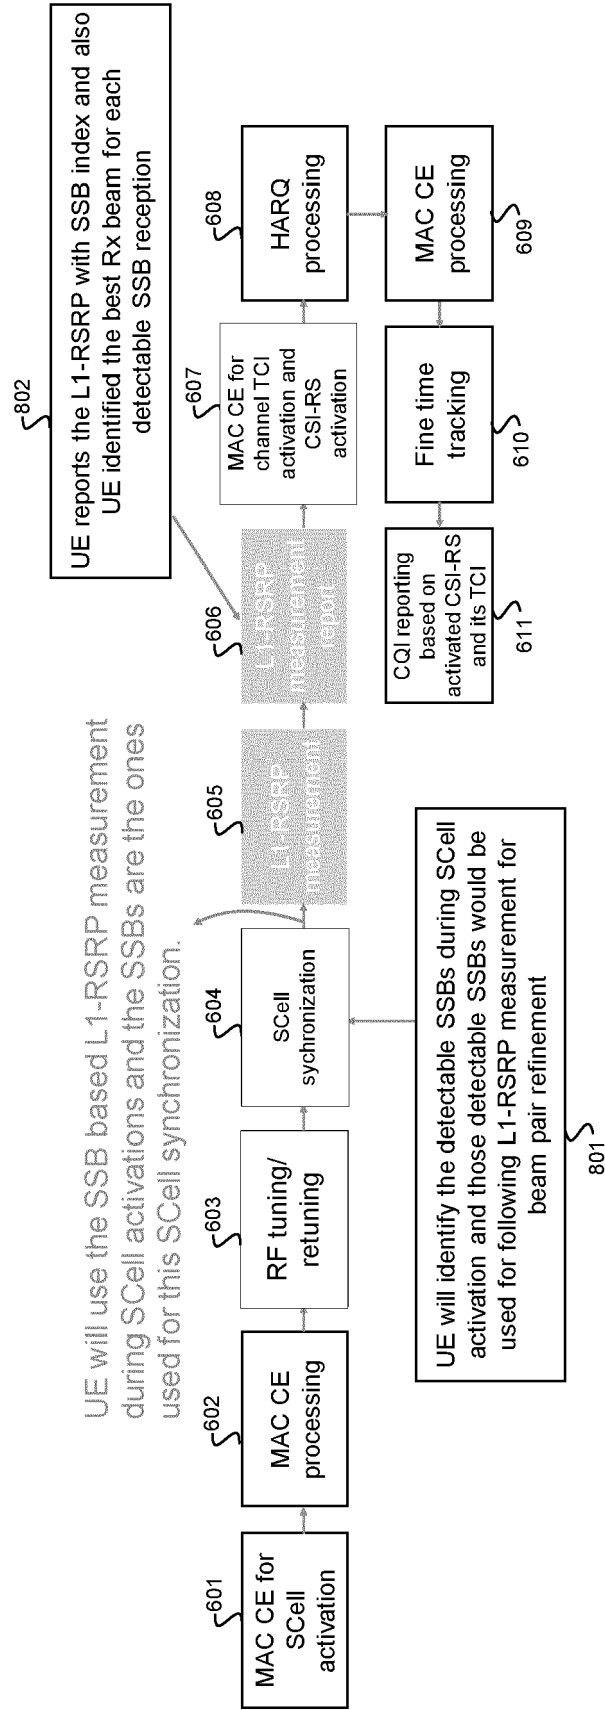 802
UE reports the L1-RSRP with SSB index and also
UE identified the best Rx beam for each
detectable SSB reception
UE will use the SSB based L1-RSRP measurement
during SCell activations and the SSBs are the ones
used for this SCell synchronization.
601
MAC CE for
SCell
activation
602
MAC CE
processing
603
RF tuning/
retuning
604
SCell
sychronization
605
L1-RSRP
measurement
606
L1-RSRP
measurement
report
607
MAC CE for
channel TCI
activation and
CSI-RS
activation
608
HARQ
processing
MAC CE
processing
609
Fine time
tracking
610
CQI reporting
based on
activated CSI-RS
and its TCI
611
UE will identify the detectable SSBs during SCell
activation and those detectable SSBs would be
used for following L1-RSRP measurement for
beam pair refinement
801